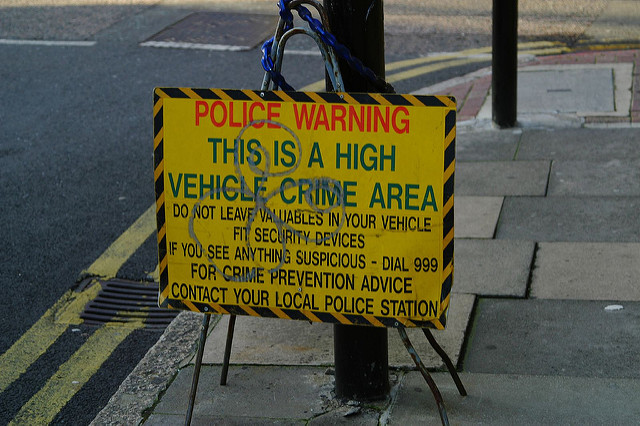 POLICE WARNING
THIS IS A HIGH
VEHICLE CRIME AREA
DO NOT LEAVE VALUABLES IN YOUR VEHICLE
FIT SECURITY DEVICES
IF YOU SEE ANYTHING SUSPICIOUS - DIAL 999
FOR CRIME PREVENTION ADVICE
CONTACT YOUR LOCAL POLICE STATION